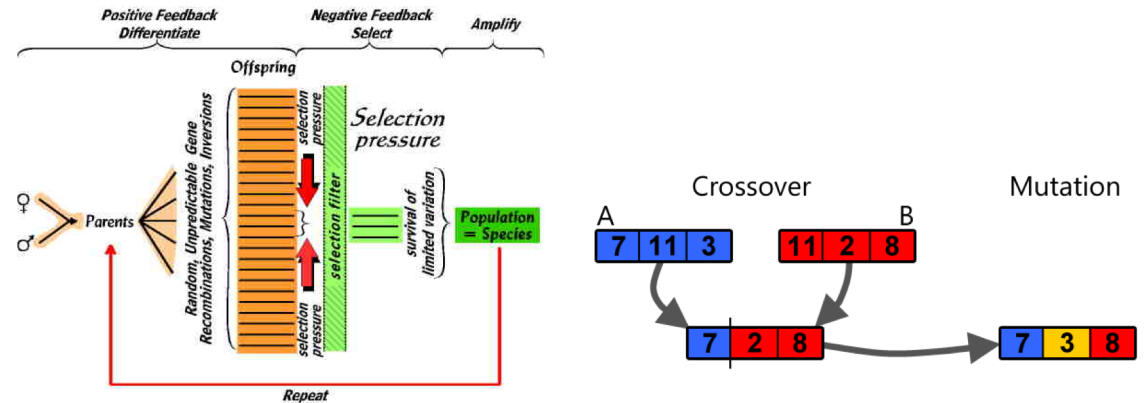 Positive Feedback
Differentiate
Negative Feedback
Select
Amplify
Offspring
Random, Unpredictable Gene
Recombinations, Mutations, Inversions
selection
pressure
selection filter
Selection
pressure
♀
♂
Parents
survival of
limited variation
Population
= Species
selection
pressure
Repeat
Crossover
Mutation
A
B
7 11 3
11 2 8
7 2 8
7 3 8